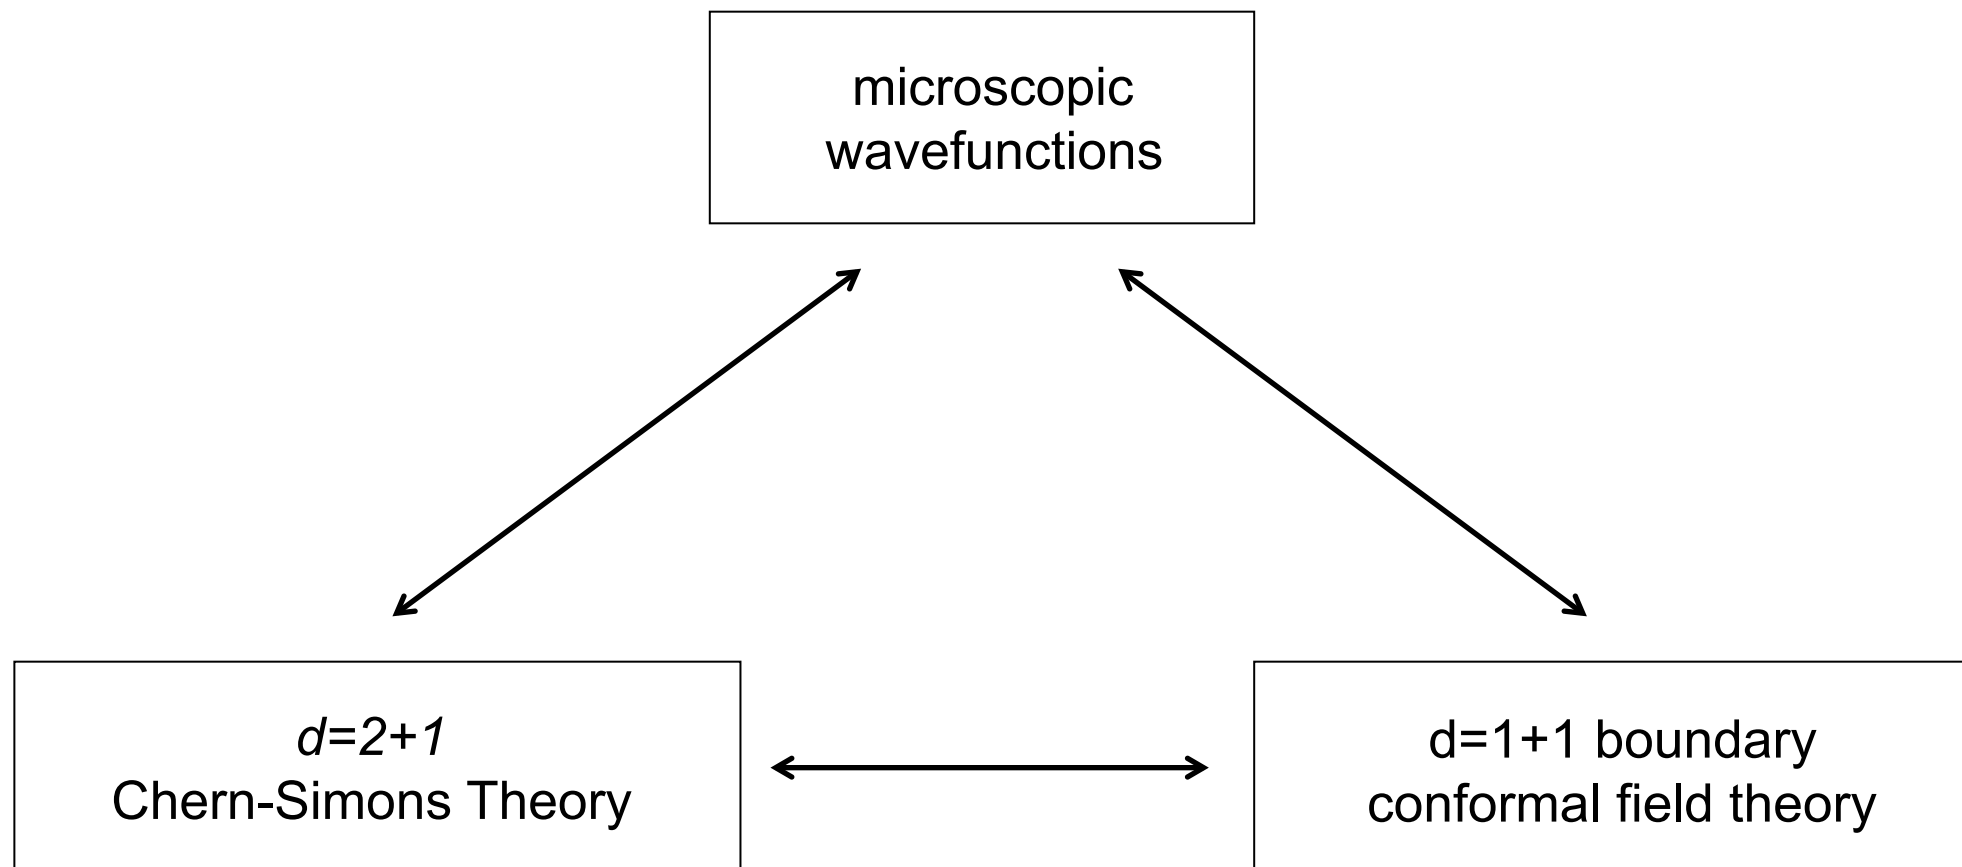 microscopic
wavefunctions
d=2+1
Chern-Simons Theory
d=1+1 boundary
conformal field theory